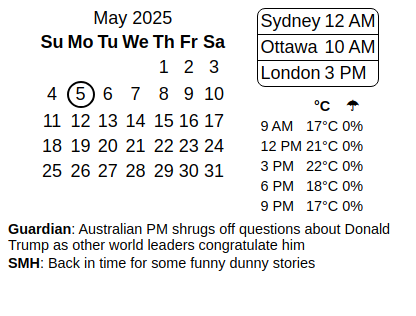 May 2025
Su Mo Tu We Th Fr Sa
1 2 3
4 5 6 7 8 9 10
11 12 13 14 15 16 17
18 19 20 21 22 23 24
25 26 27 28 29 30 31
Sydney 12 AM
Ottawa 10 AM
London 3 PM
°C ☂
9 AM 17°C 0%
12 PM 21°C 0%
3 PM 22°C 0%
6 PM 18°C 0%
9 PM 17°C 0%
Guardian: Australian PM shrugs off questions about Donald
Trump as other world leaders congratulate him
SMH: Back in time for some funny dunny stories